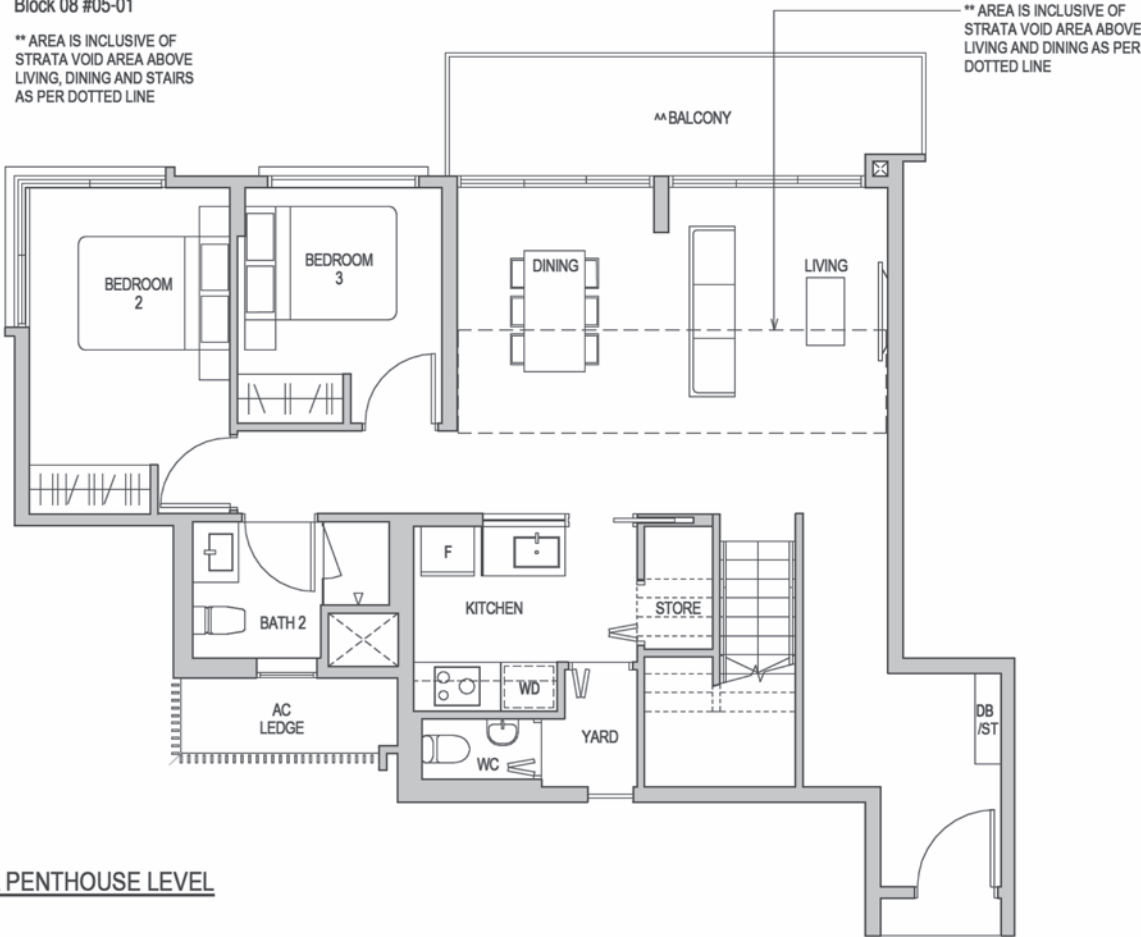 Block 08 #05-01
** AREA IS INCLUSIVE OF
STRATA VOID AREA ABOVE
LIVING, DINING AND STAIRS
AS PER DOTTED LINE
** AREA IS INCLUSIVE OF
STRATA VOID AREA ABOVE
LIVING AND DINING AS PER
DOTTED LINE
^^ BALCONY
BEDROOM
2
BEDROOM
3
DINING
LIVING
F
KITCHEN
STORE
BATH 2
WD
AC
LEDGE
WC
YARD
DB
/ST
PENTHOUSE LEVEL